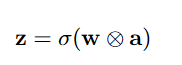 z = σ(w ⊗ a)